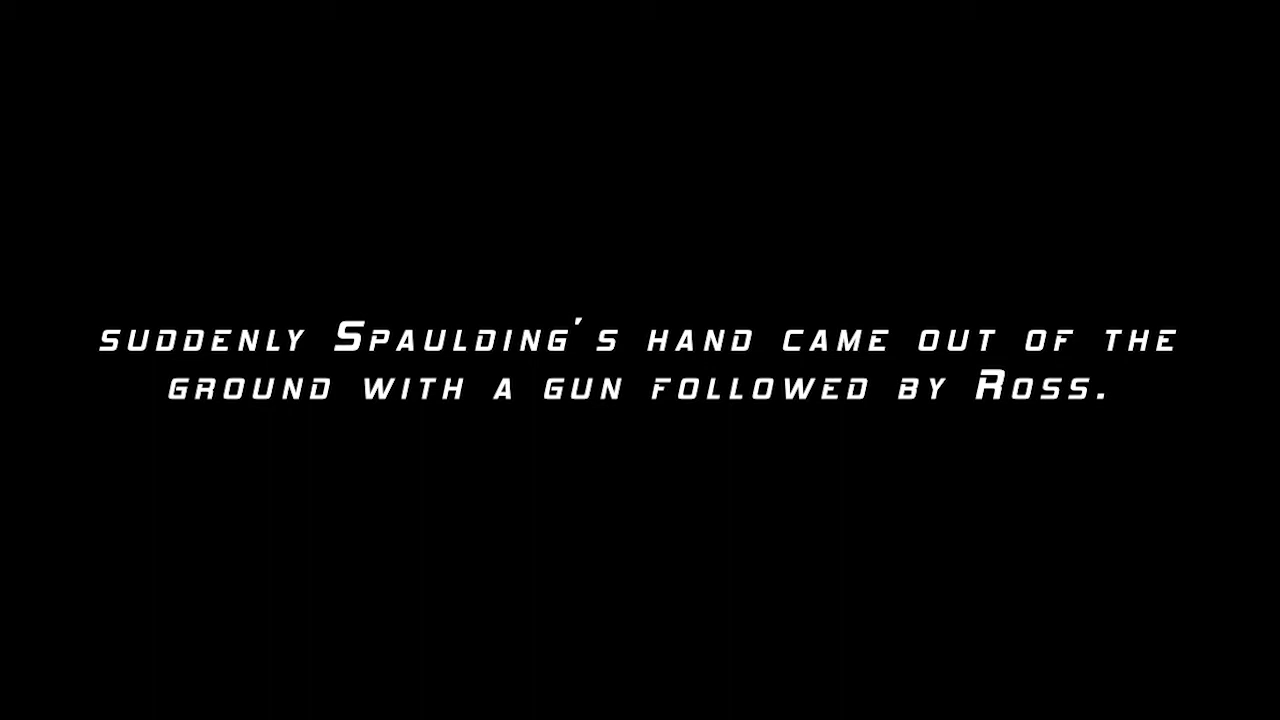 suddenly Spaulding's hand came out of the
ground with a gun followed by Ross.